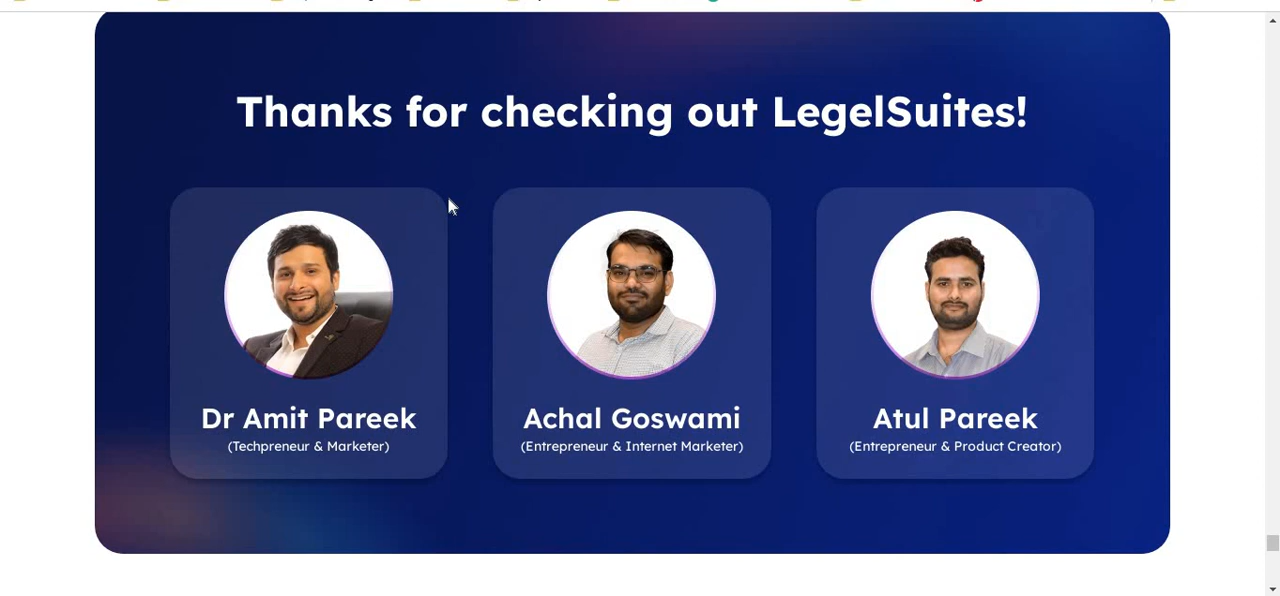 Thanks for checking out LegelSuites!
Dr Amit Pareek
(Techpreneur & Marketer)
Achal Goswami
(Entrepreneur & Internet Marketer)
Atul Pareek
(Entrepreneur & Product Creator)